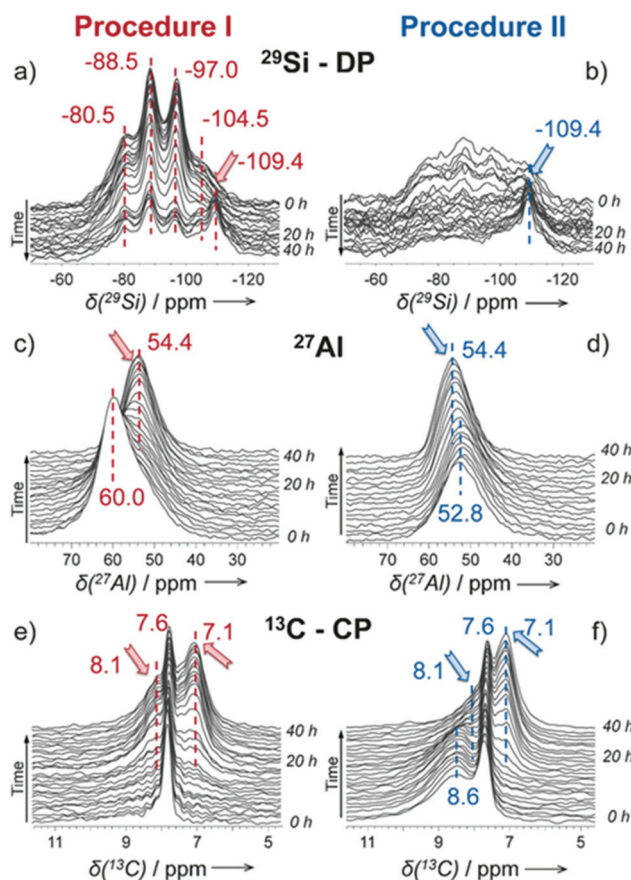 Procedure I Procedure II
29Si - DP
a) b)
-88.5 -97.0
-80.5 -104.5
-109.4 -109.4
Time 0 h 20 h 40 h
Time 0 h 20 h 40 h
-60 -80 -100 -120 -60 -80 -100 -120
δ(29Si) / ppm δ(29Si) / ppm
27Al
c) d)
54.4 54.4
60.0 52.8
Time 40 h 20 h 0 h
Time 40 h 20 h 0 h
70 60 50 40 30 70 60 50 40 30
δ(27Al) / ppm δ(27Al) / ppm
13C - CP
e) f)
7.6 7.1 7.6 7.1
8.1 8.1
8.6
Time 40 h 20 h 0 h
Time 40 h 20 h 0 h
11 9 7 5 11 9 7 5
δ(13C) / ppm δ(13C) / ppm